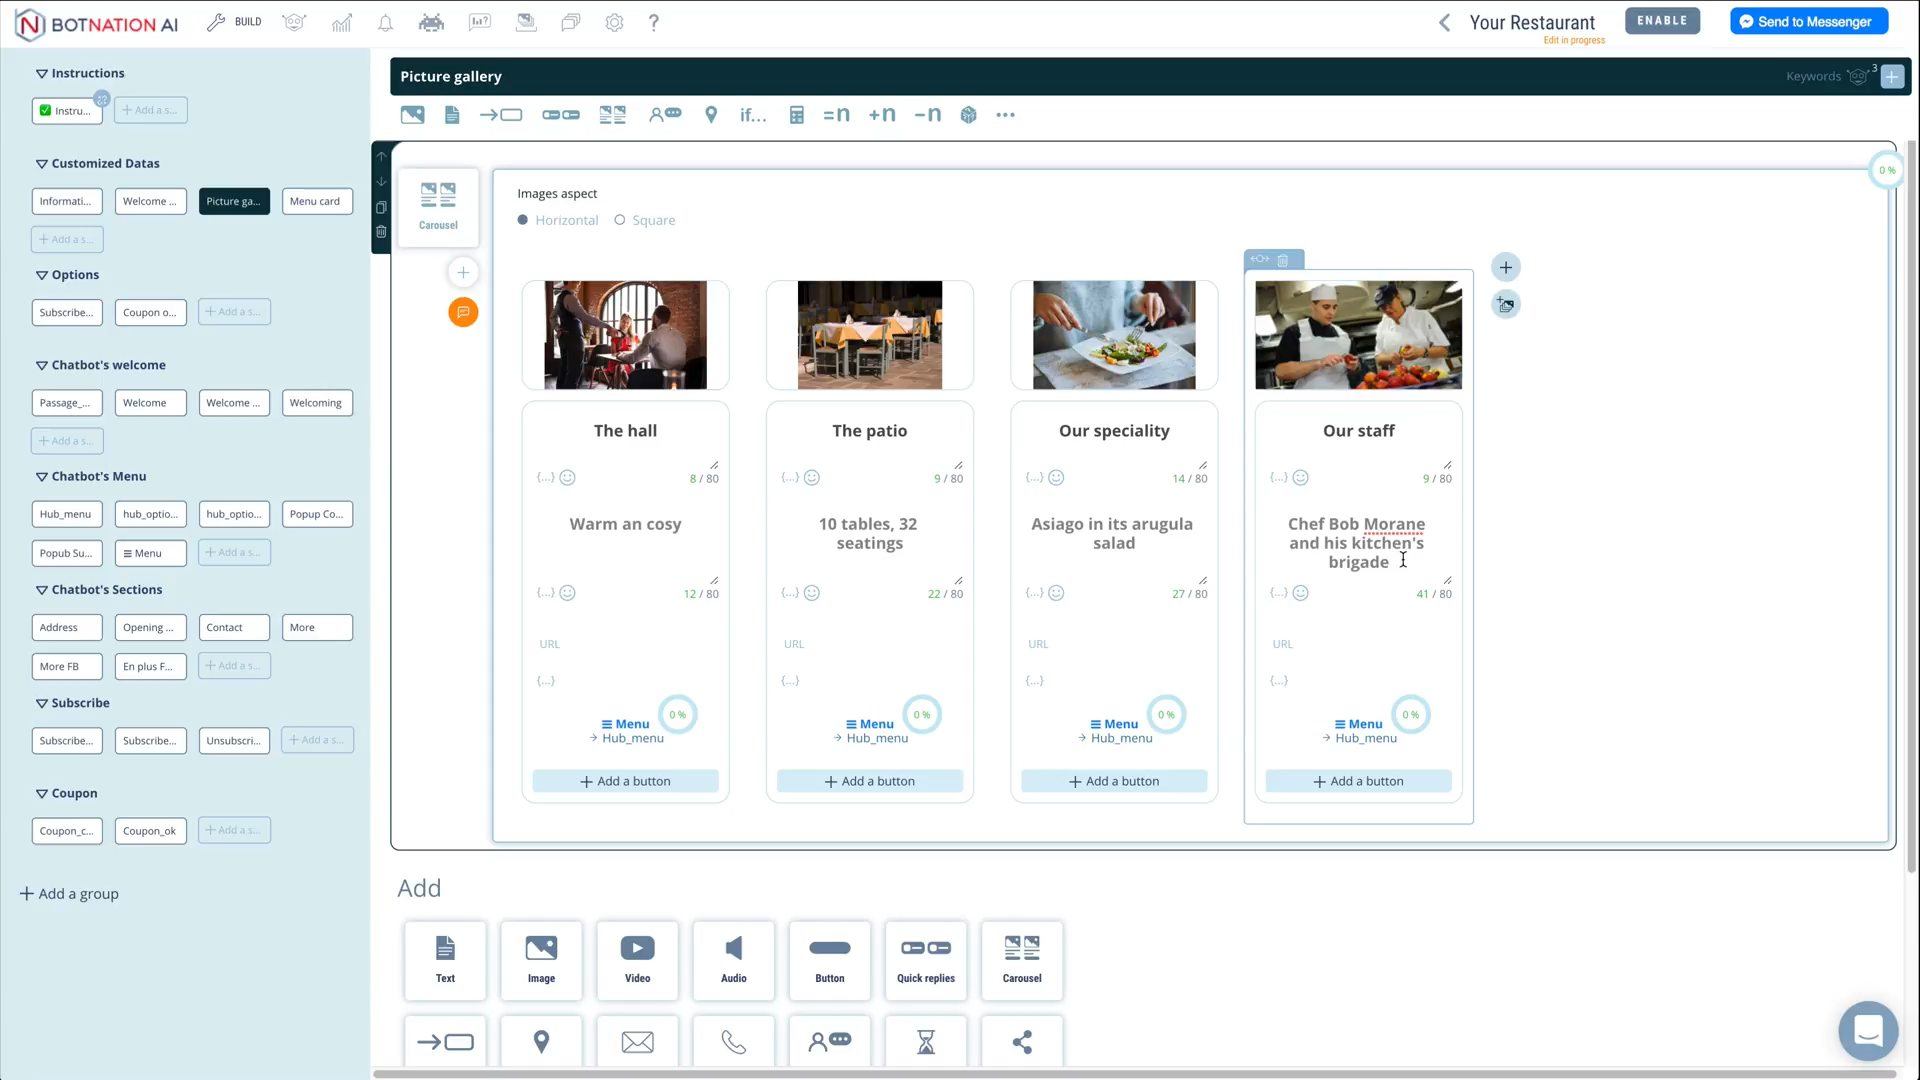 BOTNATION AI
BUILD
Your Restaurant
Edit in progress
ENABLE
Send to Messenger
Instructions
Instru...
+ Add a s...
Customized Datas
Informati...
Welcome ...
Picture ga...
Menu card
+ Add a s...
Options
Subscribe...
Coupon o...
+ Add a s...
Chatbot's welcome
Passage_...
Welcome
Welcome ...
Welcoming
+ Add a s...
Chatbot's Menu
Hub_menu
hub_optio...
hub_optio...
Popup Co...
Popub Su...
Menu
+ Add a s...
Chatbot's Sections
Address
Opening ...
Contact
More
More FB
En plus F...
+ Add a s...
Subscribe
Subscribe...
Subscribe...
Unsubscri...
+ Add a s...
Coupon
Coupon_c...
Coupon_ok
+ Add a s...
+ Add a group
Picture gallery
Keywords
3
if...
=n
+n
-n
Carousel
0 %
Images aspect
Horizontal
Square
The hall
{...}
8 / 80
Warm an cosy
{...}
12 / 80
URL
{...}
0 %
Menu
→ Hub_menu
+ Add a button
The patio
{...}
9 / 80
10 tables, 32
seatings
{...}
22 / 80
URL
{...}
0 %
Menu
→ Hub_menu
+ Add a button
Our speciality
{...}
14 / 80
Asiago in its arugula
salad
{...}
27 / 80
URL
{...}
0 %
Menu
→ Hub_menu
+ Add a button
Our staff
{...}
9 / 80
Chef Bob Morane
and his kitchen's
brigade
{...}
41 / 80
URL
{...}
0 %
Menu
→ Hub_menu
+ Add a button
Add
Text
Image
Video
Audio
Button
Quick replies
Carousel